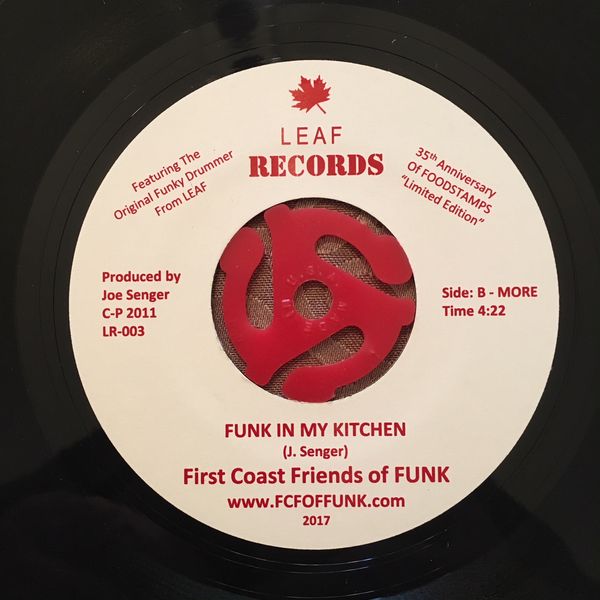 LEAF
RECORDS
Featuring The
Original Funky Drummer
From LEAF
35th Anniversary
Of FOODSTAMPS
"Limited Edition"
Produced by
Joe Senger
C-P 2011
LR-003
Side: B - MORE
Time 4:22
U.S.A.
MADE
IN
FUNK IN MY KITCHEN
(J. Senger)
First Coast Friends of FUNK
www.FCFOFFUNK.com
2017